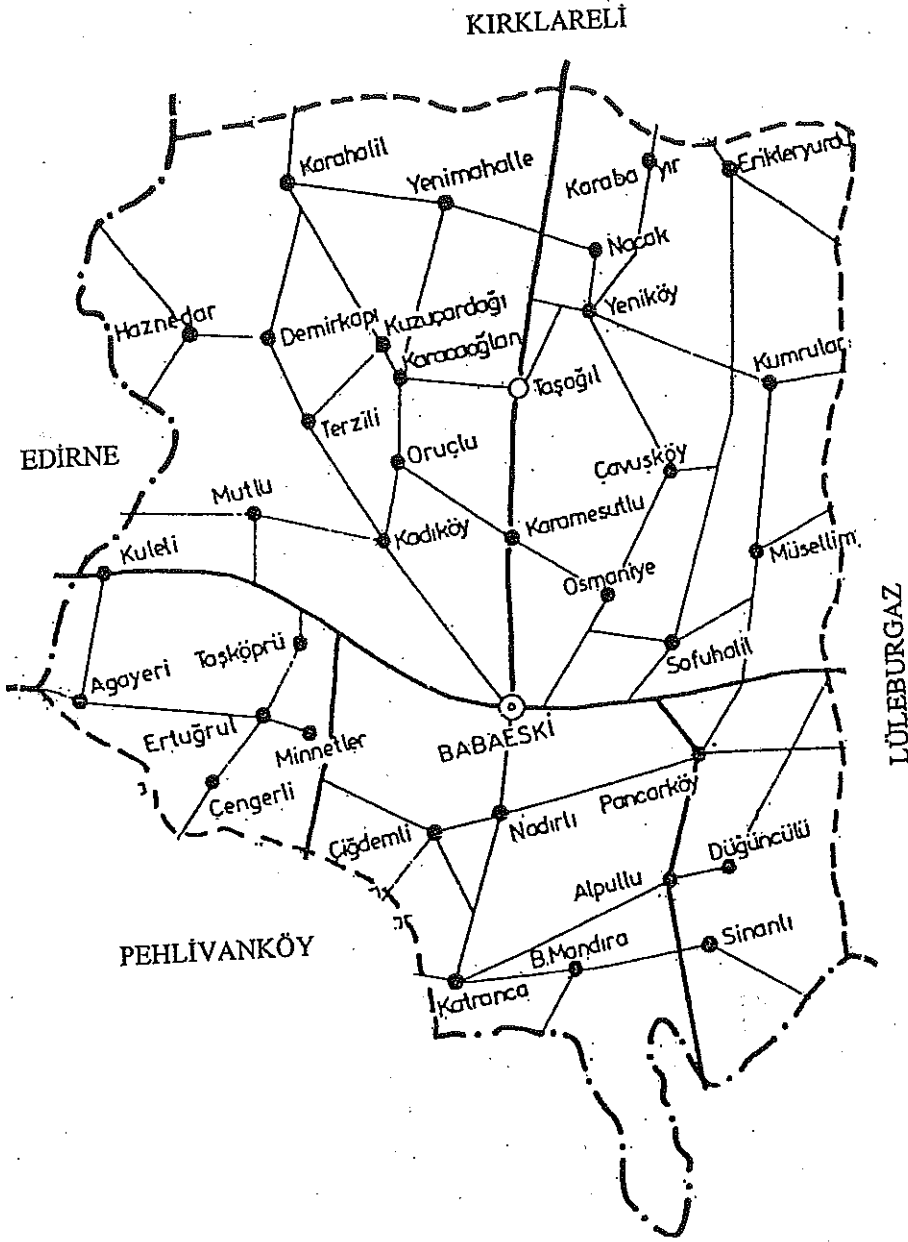 KIRKLARELİ
Karahalil
Yenimahalle
Karaba yır
Erikleryurdu
Nacak
Haznedar
Demirkapı
Kuzuçardağı
Karacaoğlan
Yeniköy
Kumrular
Taşoğıl
Terzili
EDİRNE
Oruçlu
Çavuşköy
Mutlu
Kadıköy
Karamesutlu
Kuleli
Osmaniye
Müsellim
Taşköprü
Sofuhalil
LÜLEBURGAZ
Agayeri
Ertuğrul
Minnetler
BABAESKİ
Çengerli
Nadırlı
Pancarköy
Çiğdemli
Düğüncülü
Alpullu
PEHLİVANKÖY
B.Mandıra
Sinanlı
Katranca